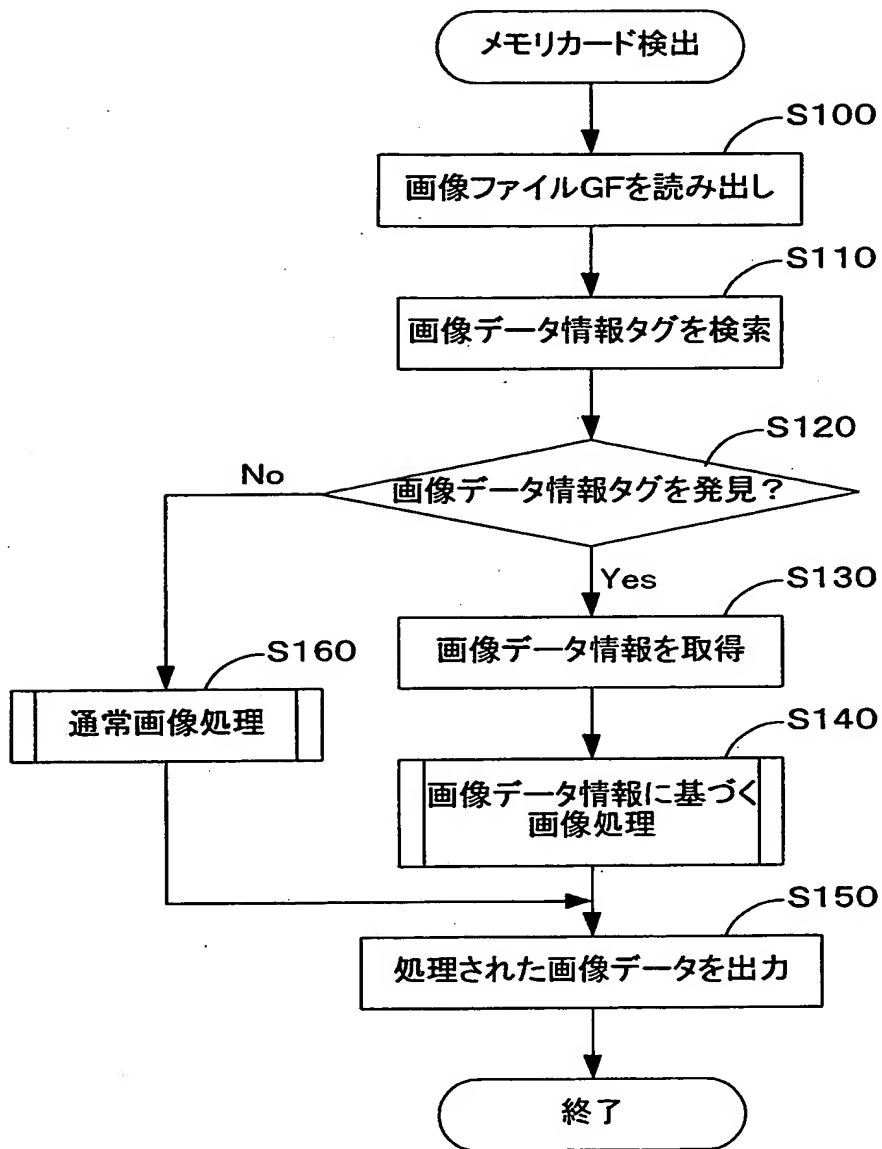 メモリカード検出
S100
画像ファイルGFを読み出し
S110
画像データ情報タグを検索
S120
画像データ情報タグを発見？
No
Yes
S130
画像データ情報を取得
S160
通常画像処理
S140
画像データ情報に基づく
画像処理
S150
処理された画像データを出力
終了